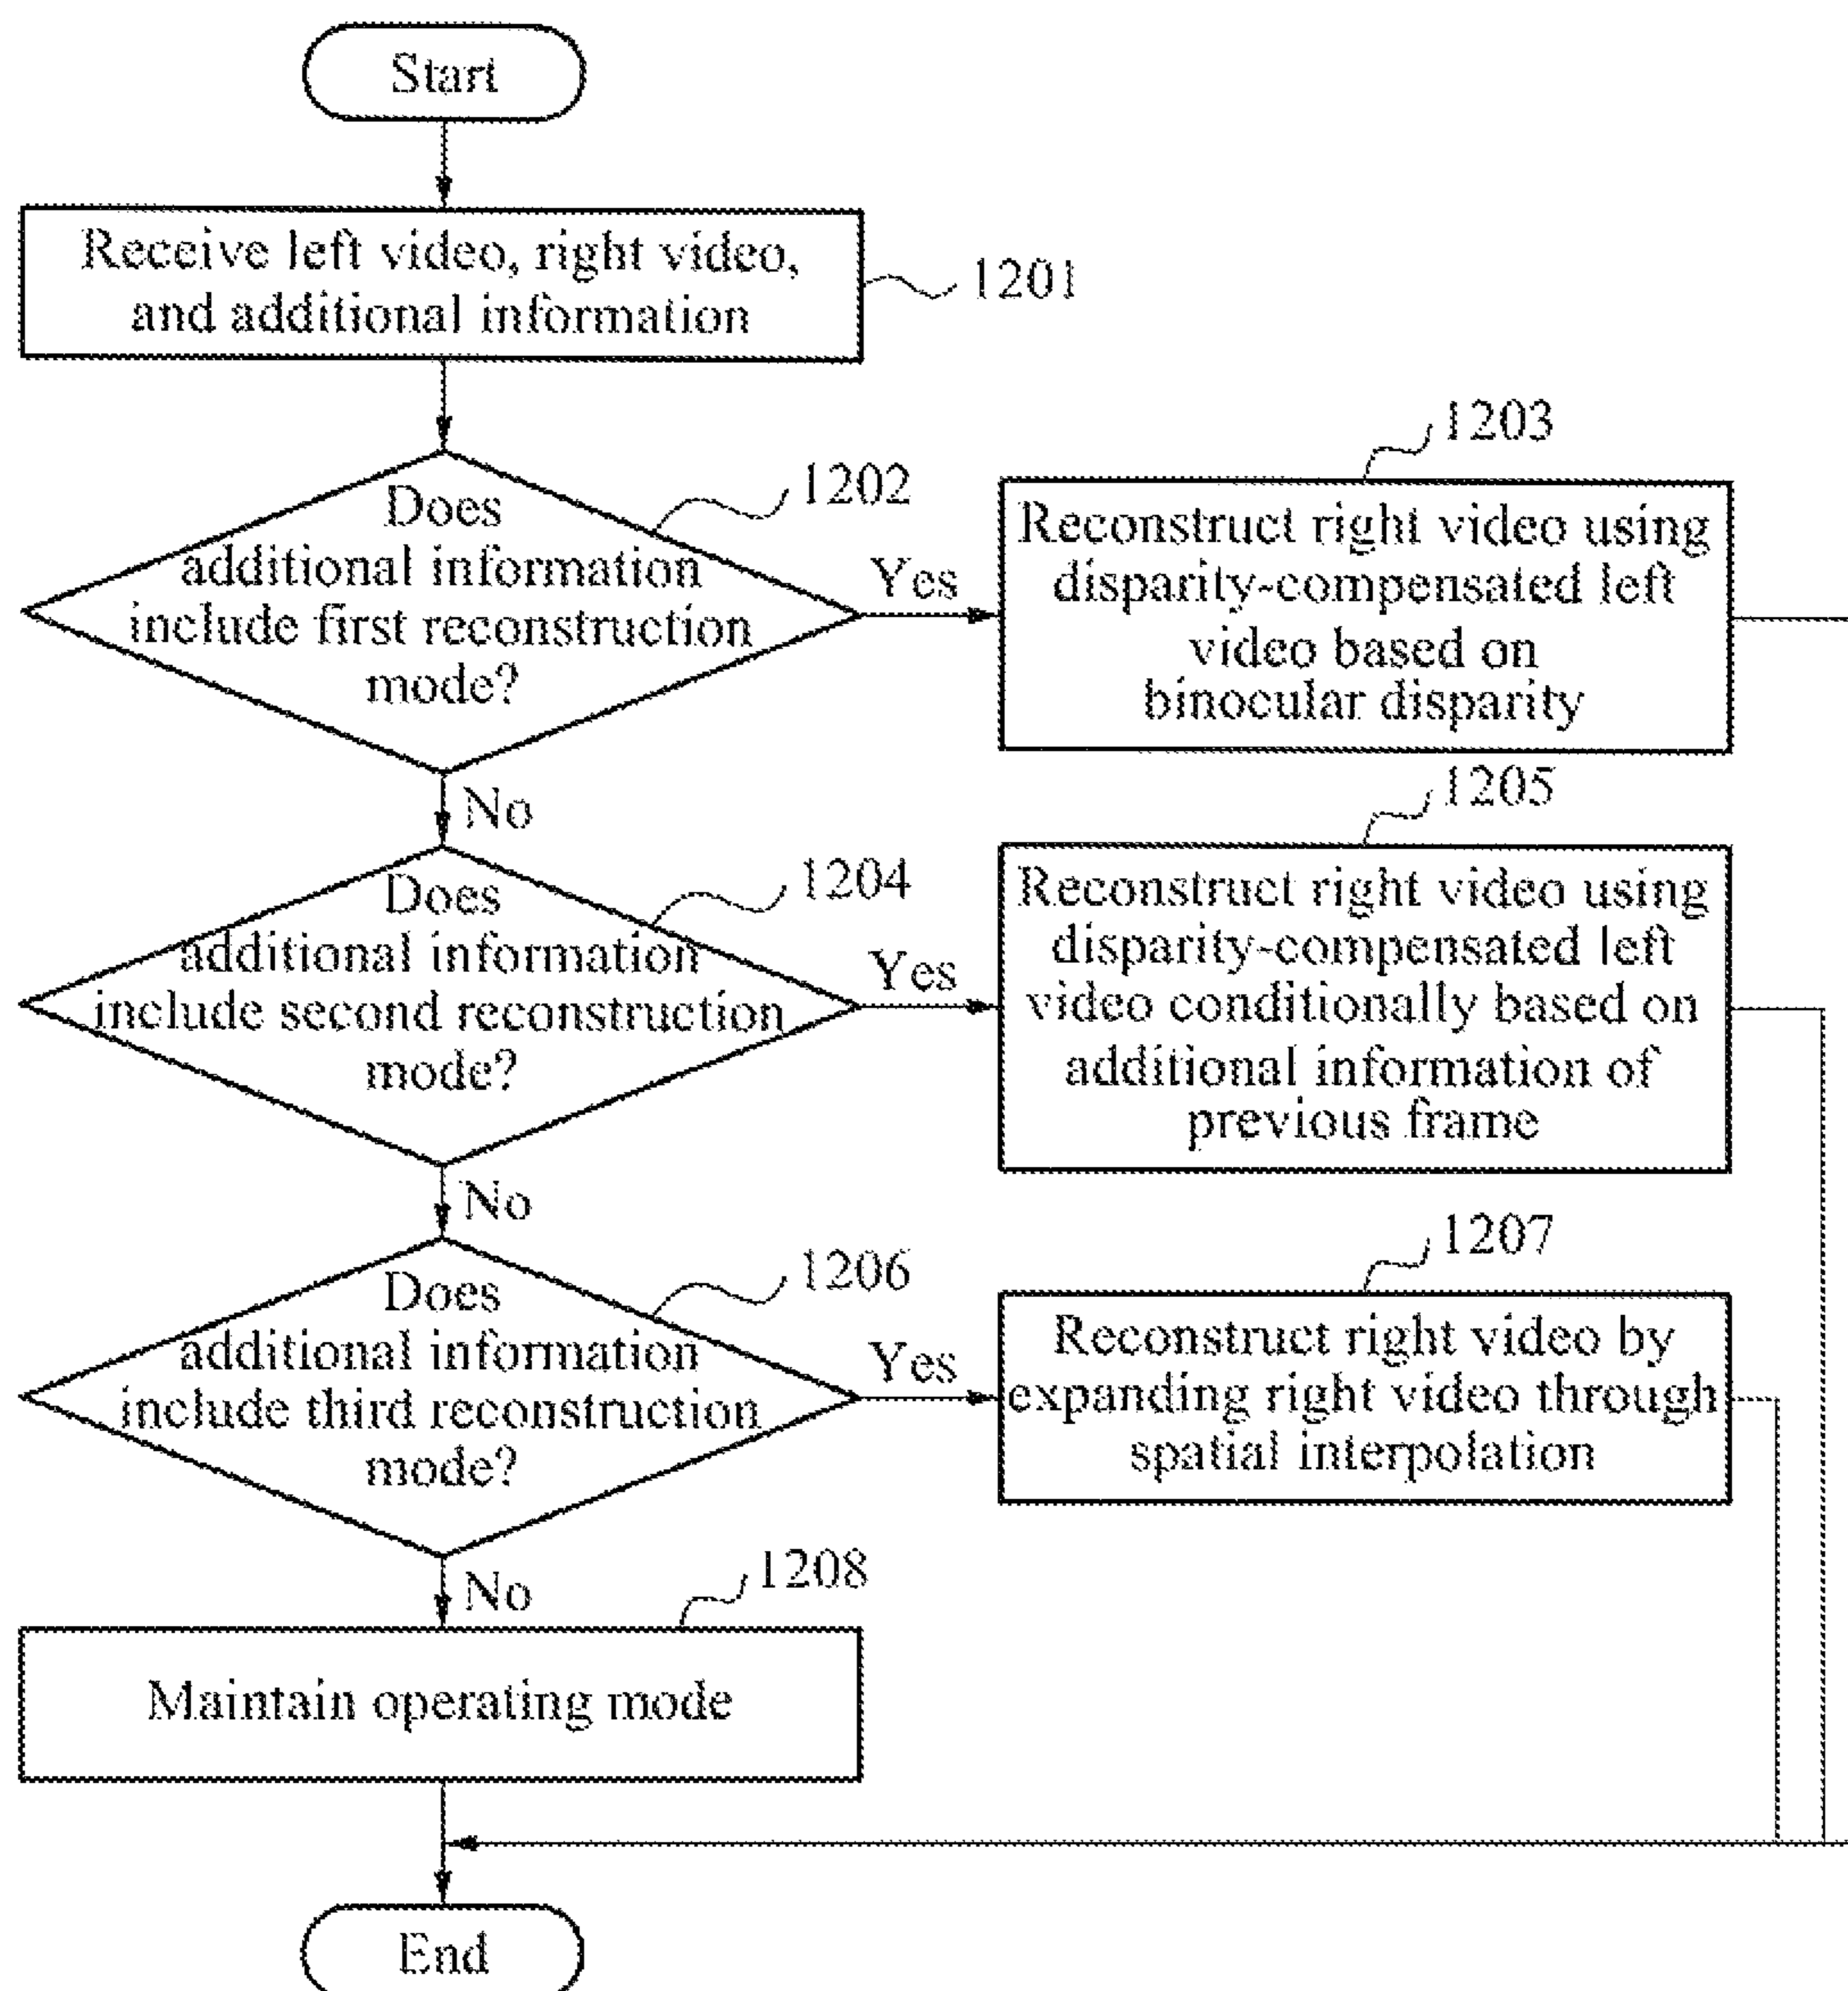 Start
Receive left video, right video,
and additional information
1201
Does
additional information
include first reconstruction
mode?
1202
Yes
1203
Reconstruct right video using
disparity-compensated left
video based on
binocular disparity
No
Does
additional information
include second reconstruction
mode?
1204
Yes
1205
Reconstruct right video using
disparity-compensated left
video conditionally based on
additional information of
previous frame
No
Does
additional information
include third reconstruction
mode?
1206
Yes
1207
Reconstruct right video by
expanding right video through
spatial interpolation
No
1208
Maintain operating mode
End